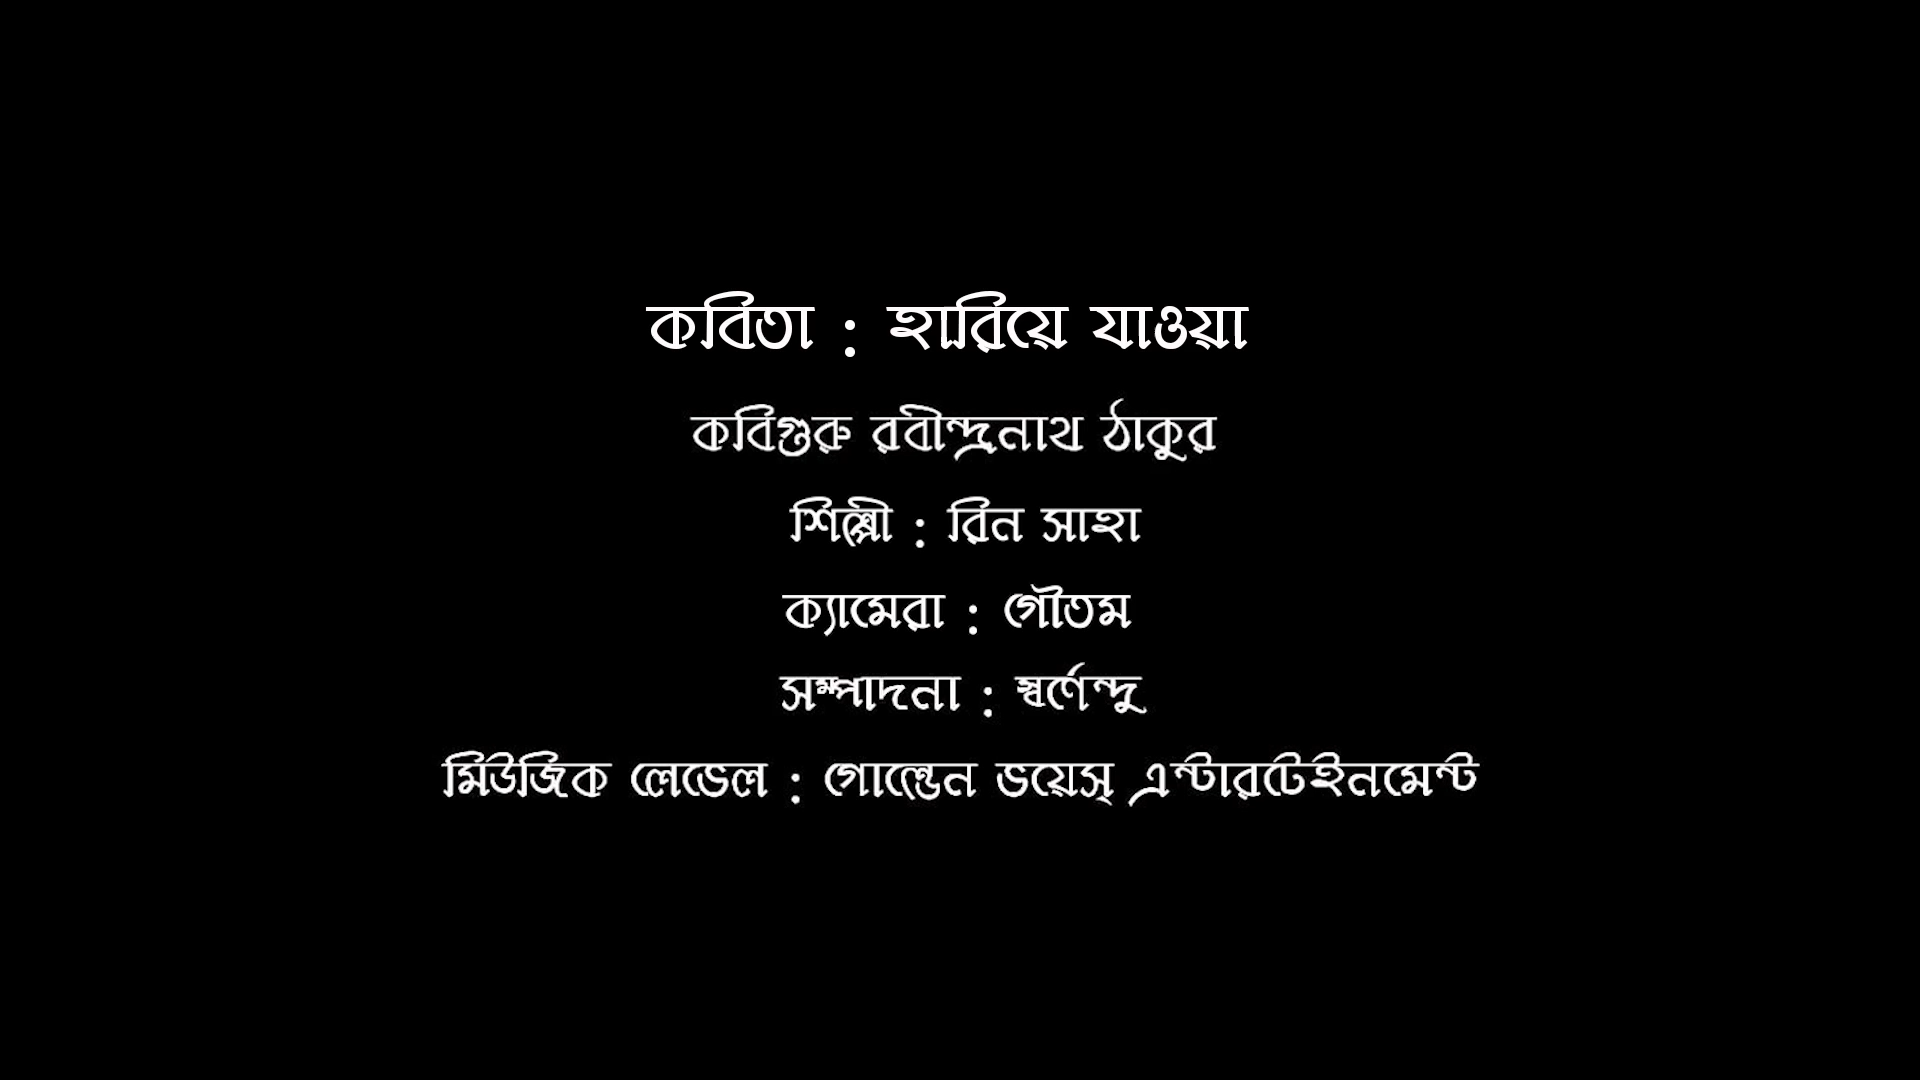 কবিতা : হারিয়ে যাওয়া
কবিগুরু রবীন্দ্রনাথ ঠাকুর
শিল্পী : রিন সাহা
ক্যামেরা : গৌতম
সম্পাদনা : স্বর্ণেন্দু
মিউজিক লেভেল : গোল্ডেন ভয়েস্ এন্টারটেইনমেন্ট